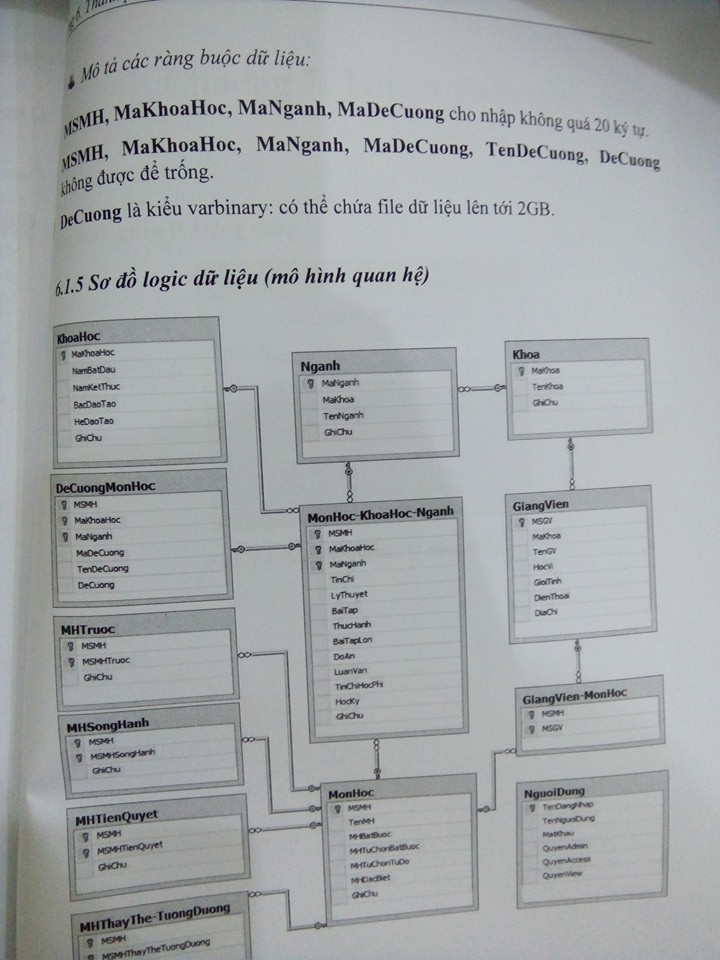 Mô tả các ràng buộc dữ liệu:
MSMH, MaKhoaHoc, MaNganh, MaDeCuong cho nhập không quá 20 ký tự.
MSMH, MaKhoaHoc, MaNganh, MaDeCuong, TenDeCuong, DeCuong
không được để trống.
DeCuong là kiểu varbinary: có thể chứa file dữ liệu lên tới 2GB.
6.1.5 Sơ đồ logic dữ liệu (mô hình quan hệ)
KhoaHoc
MaKhoaHoc
NamBatDau
NamKetThuc
BacDaoTao
HeDaoTao
GhiChu
Nganh
MaNganh
MaKhoa
TenNganh
GhiChu
Khoa
MaKhoa
TenKhoa
GhiChu
DeCuongMonHoc
MSMH
MaKhoaHoc
MaNganh
MaDeCuong
TenDeCuong
DeCuong
MonHoc-KhoaHoc-Nganh
MSMH
MaKhoaHoc
MaNganh
TinChi
LyThuyet
BaiTap
ThucHanh
BaiTapLon
DoAn
LuanVan
TinChiHocPhi
HocKy
GhiChu
GiangVien
MSGV
MaKhoa
TenGV
HocVi
GioiTinh
DienThoai
DiaChi
MHTruoc
MSMH
MSMHTruoc
GhiChu
MHSongHanh
MSMH
MSMHSongHanh
GhiChu
GiangVien-MonHoc
MSMH
MSGV
MHTienQuyet
MSMH
MSMHTienQuyet
GhiChu
MonHoc
MSMH
TenMH
MHBatBuoc
MHTuChonBatBuoc
MHTuChonTuDo
MHDacBiet
GhiChu
NguoiDung
TenDangNhap
TenNguoiDung
MatKhau
QuyenAdmin
QuyenAccess
QuyenView
MHThayThe-TuongDuong
MSMH
MSMHThayTheTuongDuong